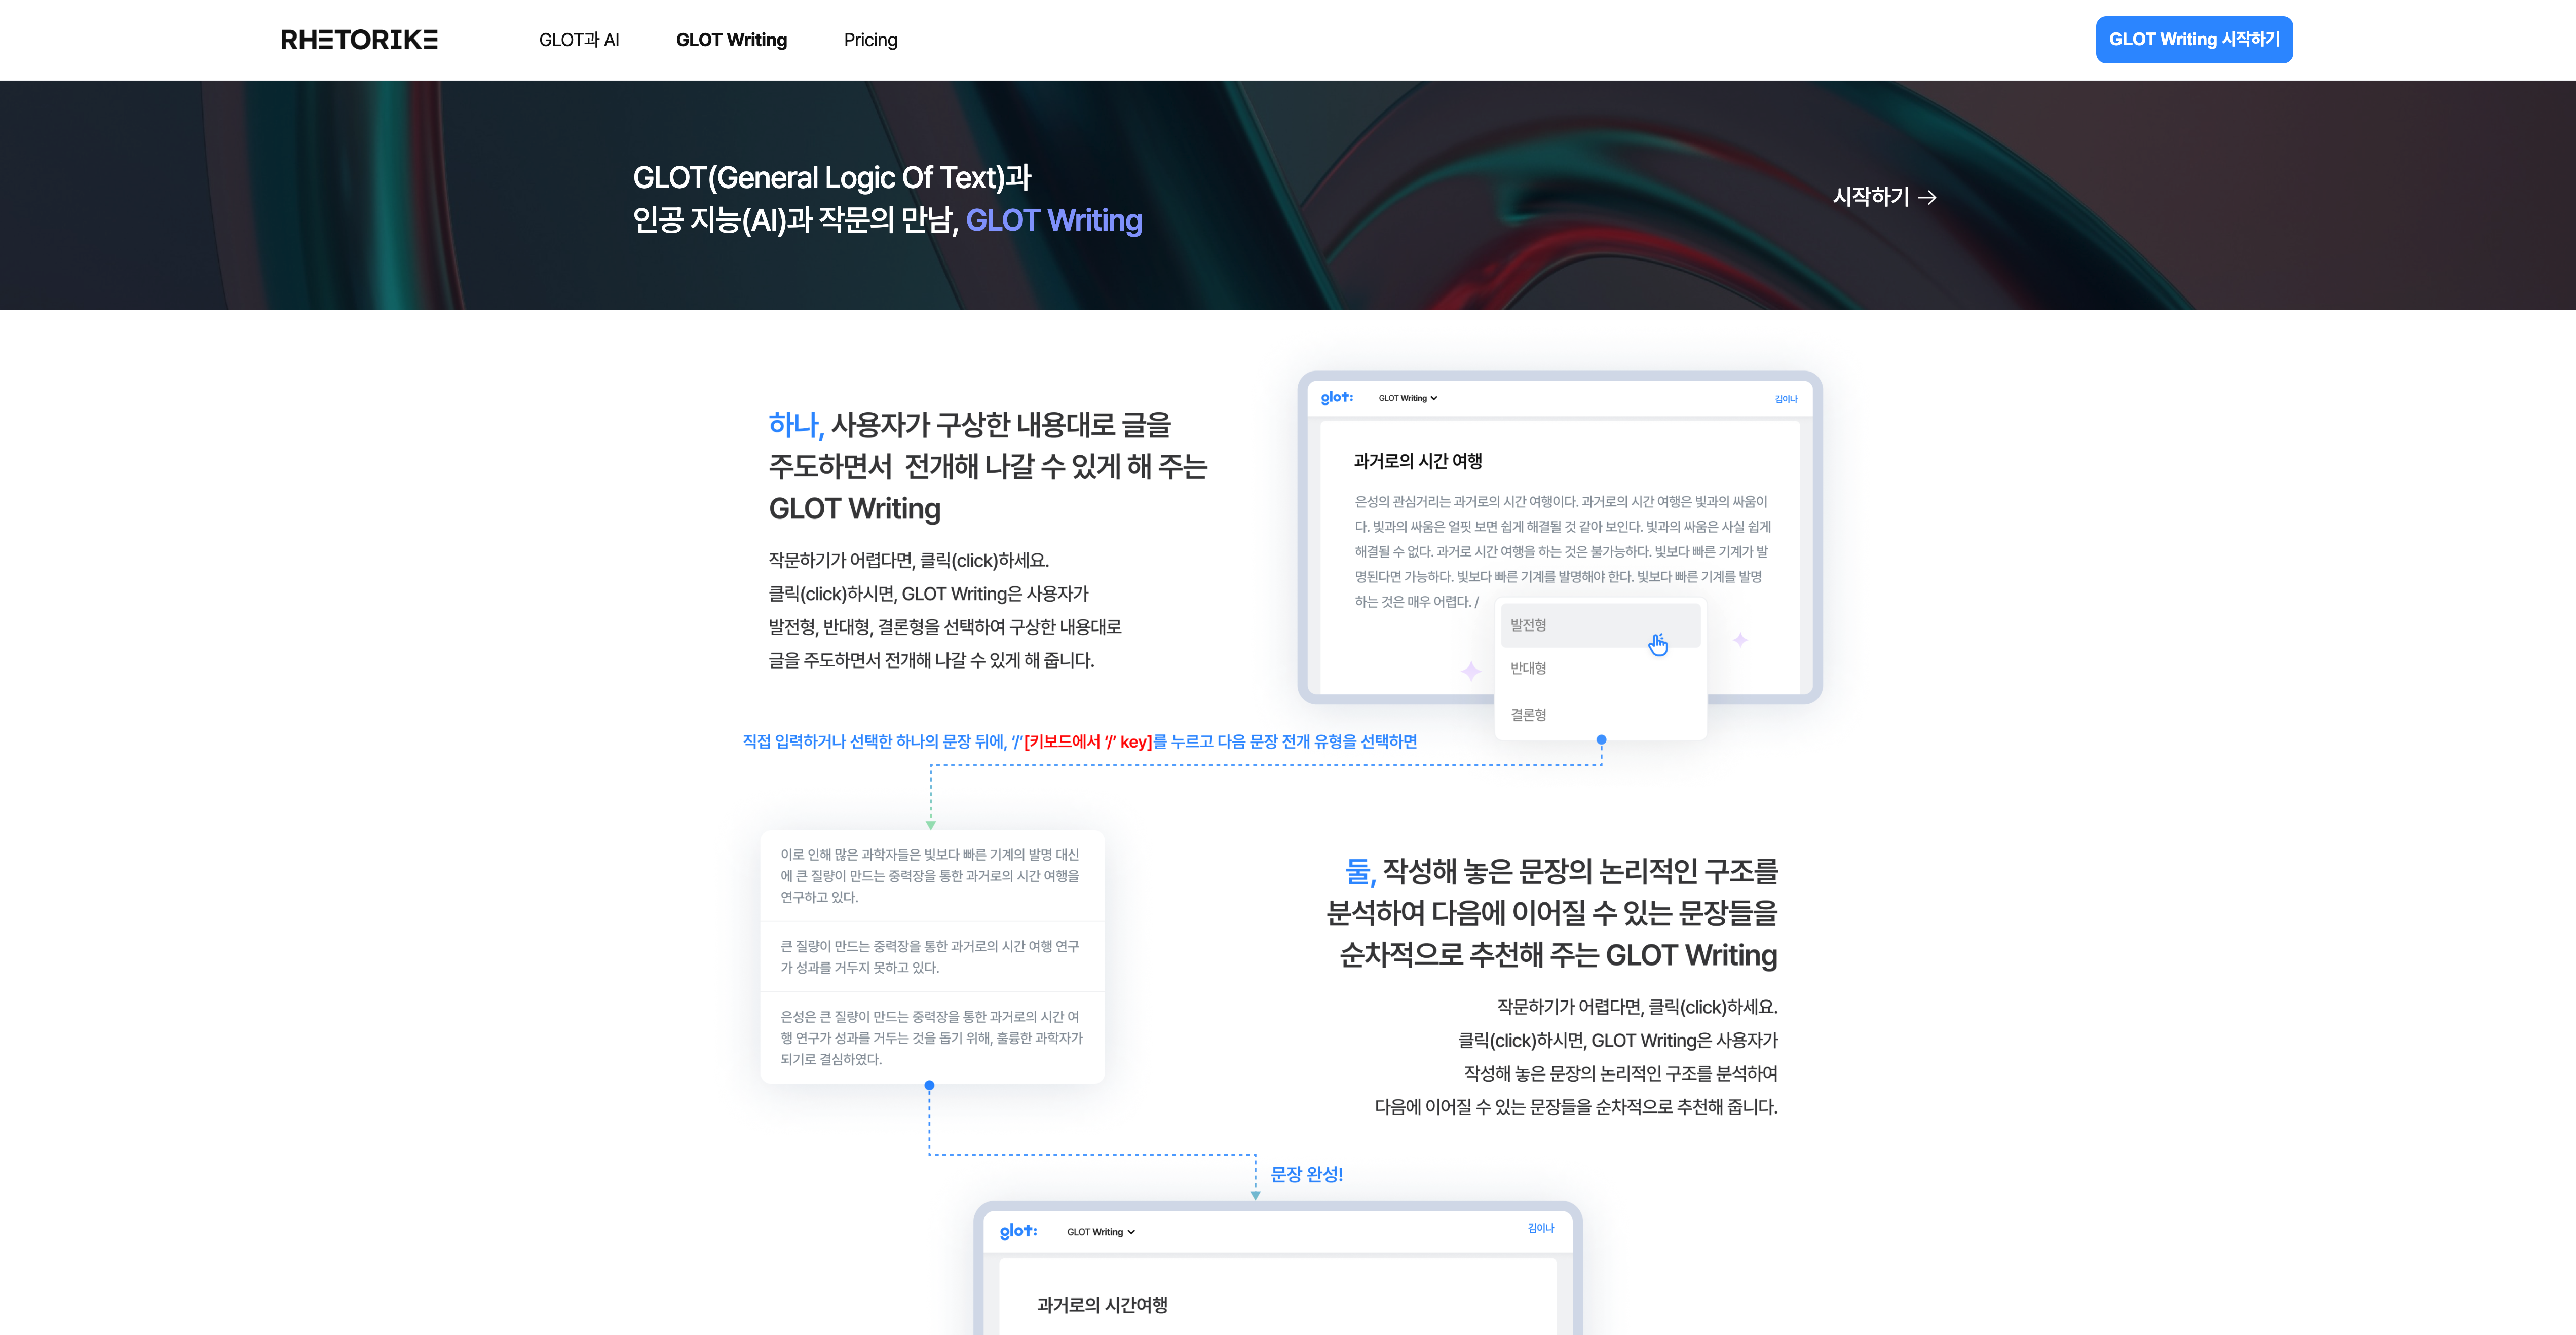 RHETORIKE
GLOT과 AI
GLOT Writing
Pricing
GLOT Writing 시작하기
GLOT(General Logic Of Text)과
인공 지능(AI)과 작문의 만남, GLOT Writing
시작하기 →
하나, 사용자가 구상한 내용대로 글을
주도하면서 전개해 나갈 수 있게 해 주는
GLOT Writing
작문하기가 어렵다면, 클릭(click)하세요.
클릭(click)하시면, GLOT Writing은 사용자가
발전형, 반대형, 결론형을 선택하여 구상한 내용대로
글을 주도하면서 전개해 나갈 수 있게 해 줍니다.
glot:
GLOT Writing
김이나
과거로의 시간 여행
은성의 관심거리는 과거로의 시간 여행이다. 과거로의 시간 여행은 빛과의 싸움이
다. 빛과의 싸움은 얼핏 보면 쉽게 해결될 것 같아 보인다. 빛과의 싸움은 사실 쉽게
해결될 수 없다. 과거로 시간 여행을 하는 것은 불가능하다. 빛보다 빠른 기계가 발
명된다면 가능하다. 빛보다 빠른 기계를 발명해야 한다. 빛보다 빠른 기계를 발명
하는 것은 매우 어렵다. /
발전형
반대형
결론형
직접 입력하거나 선택한 하나의 문장 뒤에, ‘/’[키보드에서 ‘/’ key]를 누르고 다음 문장 전개 유형을 선택하면
이로 인해 많은 과학자들은 빛보다 빠른 기계의 발명 대신
에 큰 질량이 만드는 중력장을 통한 과거로의 시간 여행을
연구하고 있다.
큰 질량이 만드는 중력장을 통한 과거로의 시간 여행 연구
가 성과를 거두지 못하고 있다.
은성은 큰 질량이 만드는 중력장을 통한 과거로의 시간 여
행 연구가 성과를 거두는 것을 돕기 위해, 훌륭한 과학자가
되기로 결심하였다.
둘, 작성해 놓은 문장의 논리적인 구조를
분석하여 다음에 이어질 수 있는 문장들을
순차적으로 추천해 주는 GLOT Writing
작문하기가 어렵다면, 클릭(click)하세요.
클릭(click)하시면, GLOT Writing은 사용자가
작성해 놓은 문장의 논리적인 구조를 분석하여
다음에 이어질 수 있는 문장들을 순차적으로 추천해 줍니다.
문장 완성!
glot:
GLOT Writing
김이나
과거로의 시간여행